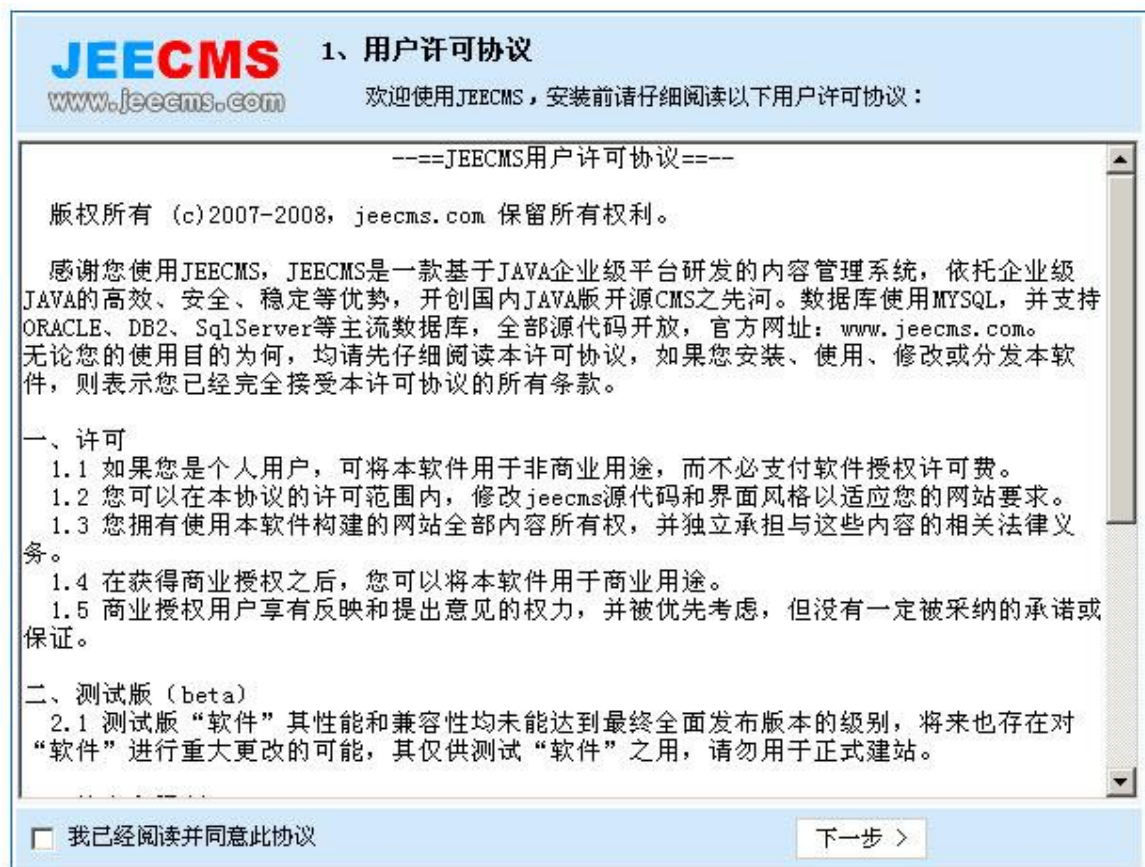 JEECMS
www.jeecms.com
1、用户许可协议
欢迎使用JEECMS，安装前请仔细阅读以下用户许可协议：
--==JEECMS用户许可协议==--
版权所有 (c)2007-2008，jeecms.com 保留所有权利。
感谢您使用JEECMS，JEECMS是一款基于JAVA企业级平台研发的内容管理系统，依托企业级
JAVA的高效、安全、稳定等优势，开创国内JAVA版开源CMS之先河。数据库使用MYSQL，并支持
ORACLE、DB2、SqlServer等主流数据库，全部源代码开放，官方网址：www.jeecms.com。
无论您的使用目的为何，均请先仔细阅读本许可协议，如果您安装、使用、修改或分发本软
件，则表示您已经完全接受本许可协议的所有条款。
一、许可
1.1 如果您是个人用户，可将本软件用于非商业用途，而不必支付软件授权许可费。
1.2 您可以在本协议的许可范围内，修改jeecms源代码和界面风格以适应您的网站要求。
1.3 您拥有使用本软件构建的网站全部内容所有权，并独立承担与这些内容的相关法律义
务。
1.4 在获得商业授权之后，您可以将本软件用于商业用途。
1.5 商业授权用户享有反映和提出意见的权力，并被优先考虑，但没有一定被采纳的承诺或
保证。
二、测试版（beta）
2.1 测试版“软件”其性能和兼容性均未能达到最终全面发布版本的级别，将来也存在对
“软件”进行重大更改的可能，其仅供测试“软件”之用，请勿用于正式建站。
我已经阅读并同意此协议
下一步 >